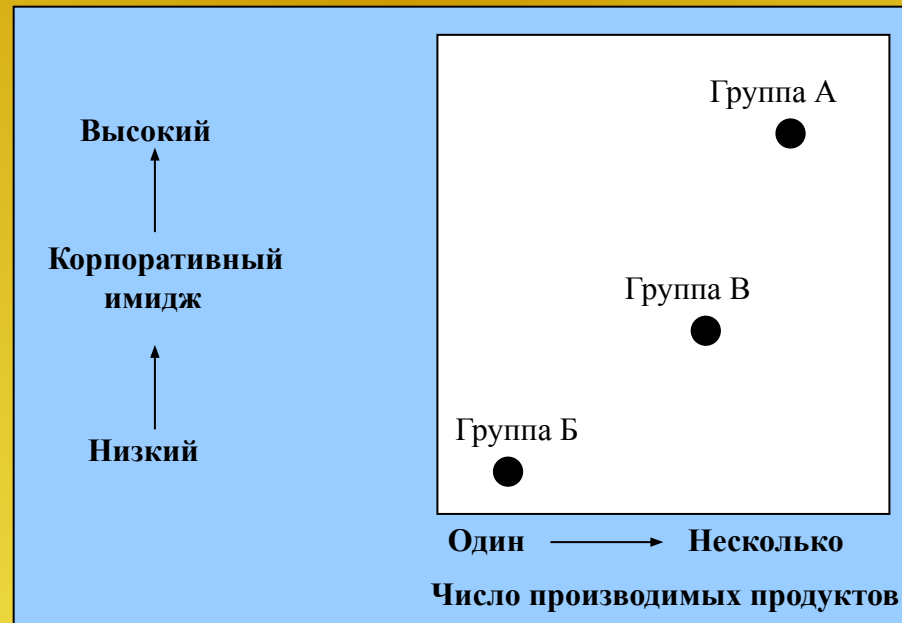 Группа А
Высокий
Корпоративный
имидж
Группа В
Группа Б
Низкий
Один Несколько
Число производимых продуктов